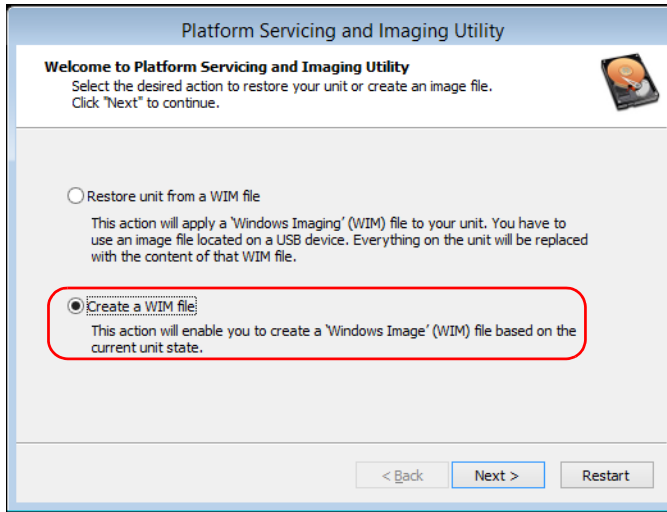 Platform Servicing and Imaging Utility
Welcome to Platform Servicing and Imaging Utility
Select the desired action to restore your unit or create an image file.
Click "Next" to continue.
Restore unit from a WIM file
This action will apply a ‘Windows Imaging’ (WIM) file to your unit. You have to
use an image file located on a USB device. Everything on the unit will be replaced
with the content of that WIM file.
Create a WIM file
This action will enable you to create a ‘Windows Image’ (WIM) file based on the
current unit state.
< Back Next > Restart